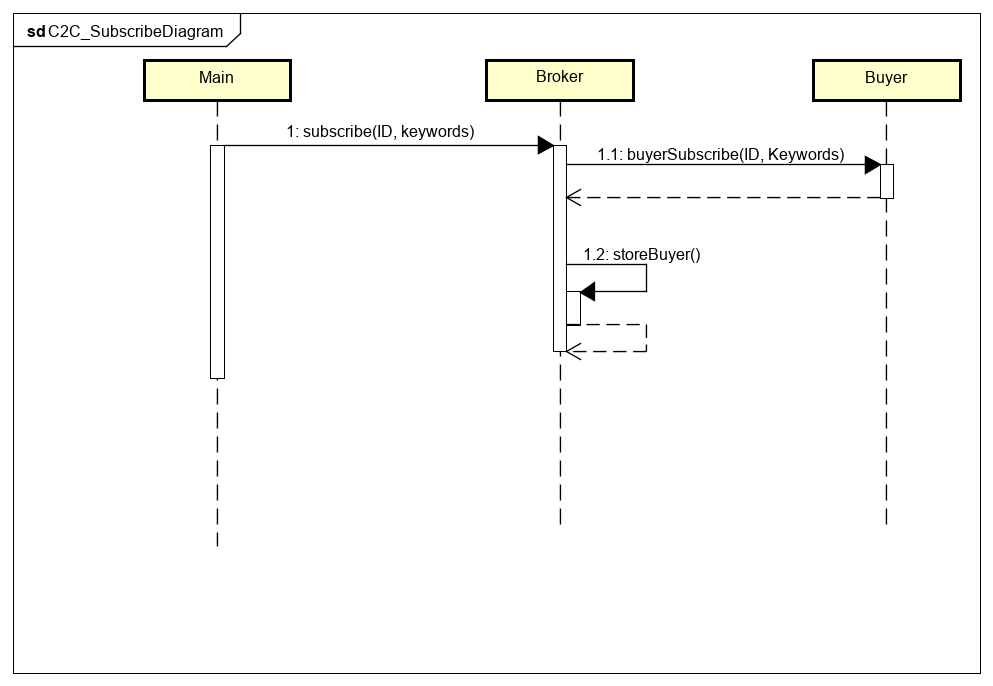 sd C2C_SubscribeDiagram
Main
Broker
Buyer
1: subscribe(ID, keywords)
1.1: buyerSubscribe(ID, Keywords)
1.2: storeBuyer()